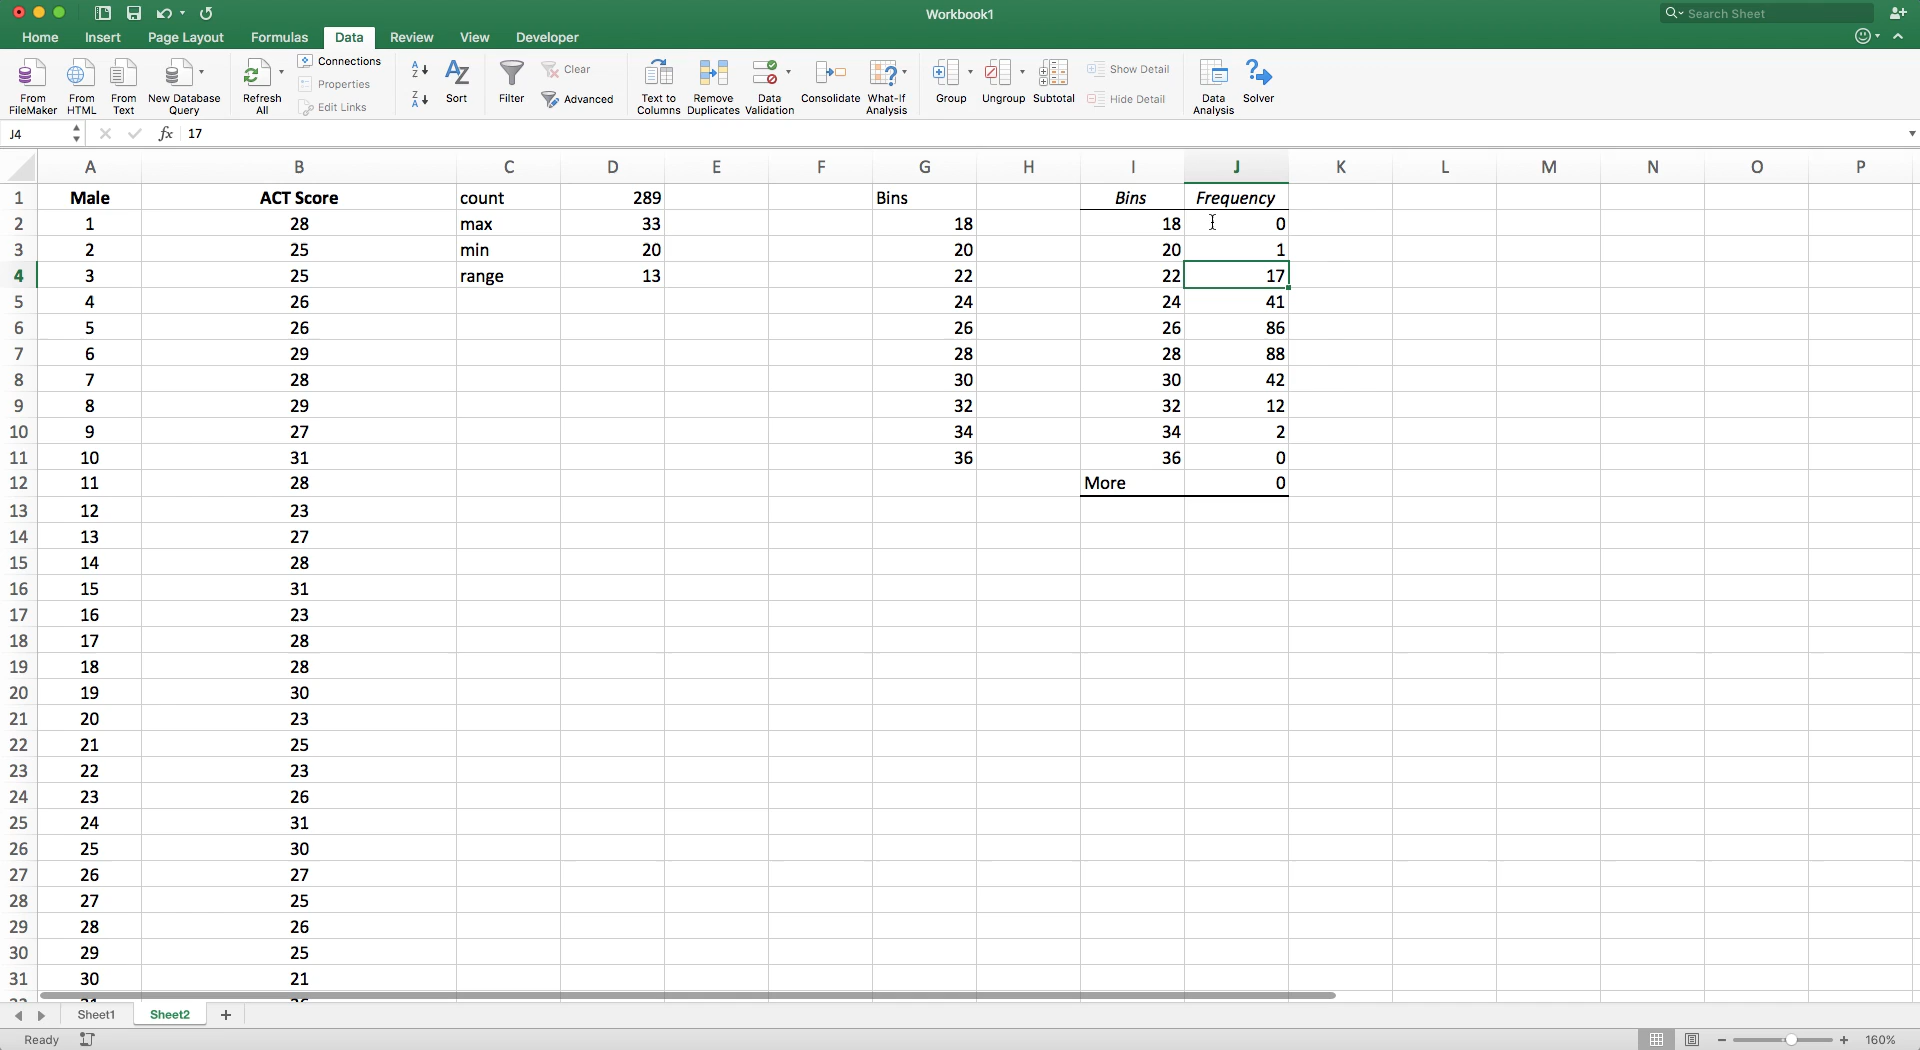 Workbook1
Search Sheet
Home Insert Page Layout Formulas Data Review View Developer
From FileMaker
From HTML
From Text
New Database Query
Refresh All
Connections
Properties
Edit Links
Sort
Filter
Clear
Advanced
Text to Columns
Remove Duplicates
Data Validation
Consolidate
What-If Analysis
Group
Ungroup
Subtotal
Show Detail
Hide Detail
Data Analysis
Solver
J4 fx 17
A B C D E F G H I J K L M N O P
1 Male ACT Score count 289 Bins Bins Frequency
2 1 28 max 33 18 18 0
3 2 25 min 20 20 20 1
4 3 25 range 13 22 22 17
5 4 26 24 24 41
6 5 26 26 26 86
7 6 29 28 28 88
8 7 28 30 30 42
9 8 29 32 32 12
10 9 27 34 34 2
11 10 31 36 36 0
12 11 28 More 0
13 12 23
14 13 27
15 14 28
16 15 31
17 16 23
18 17 28
19 18 28
20 19 30
21 20 23
22 21 25
23 22 23
24 23 26
25 24 31
26 25 30
27 26 27
28 27 25
29 28 26
30 29 25
31 30 21
Sheet1 Sheet2 +
Ready
160%